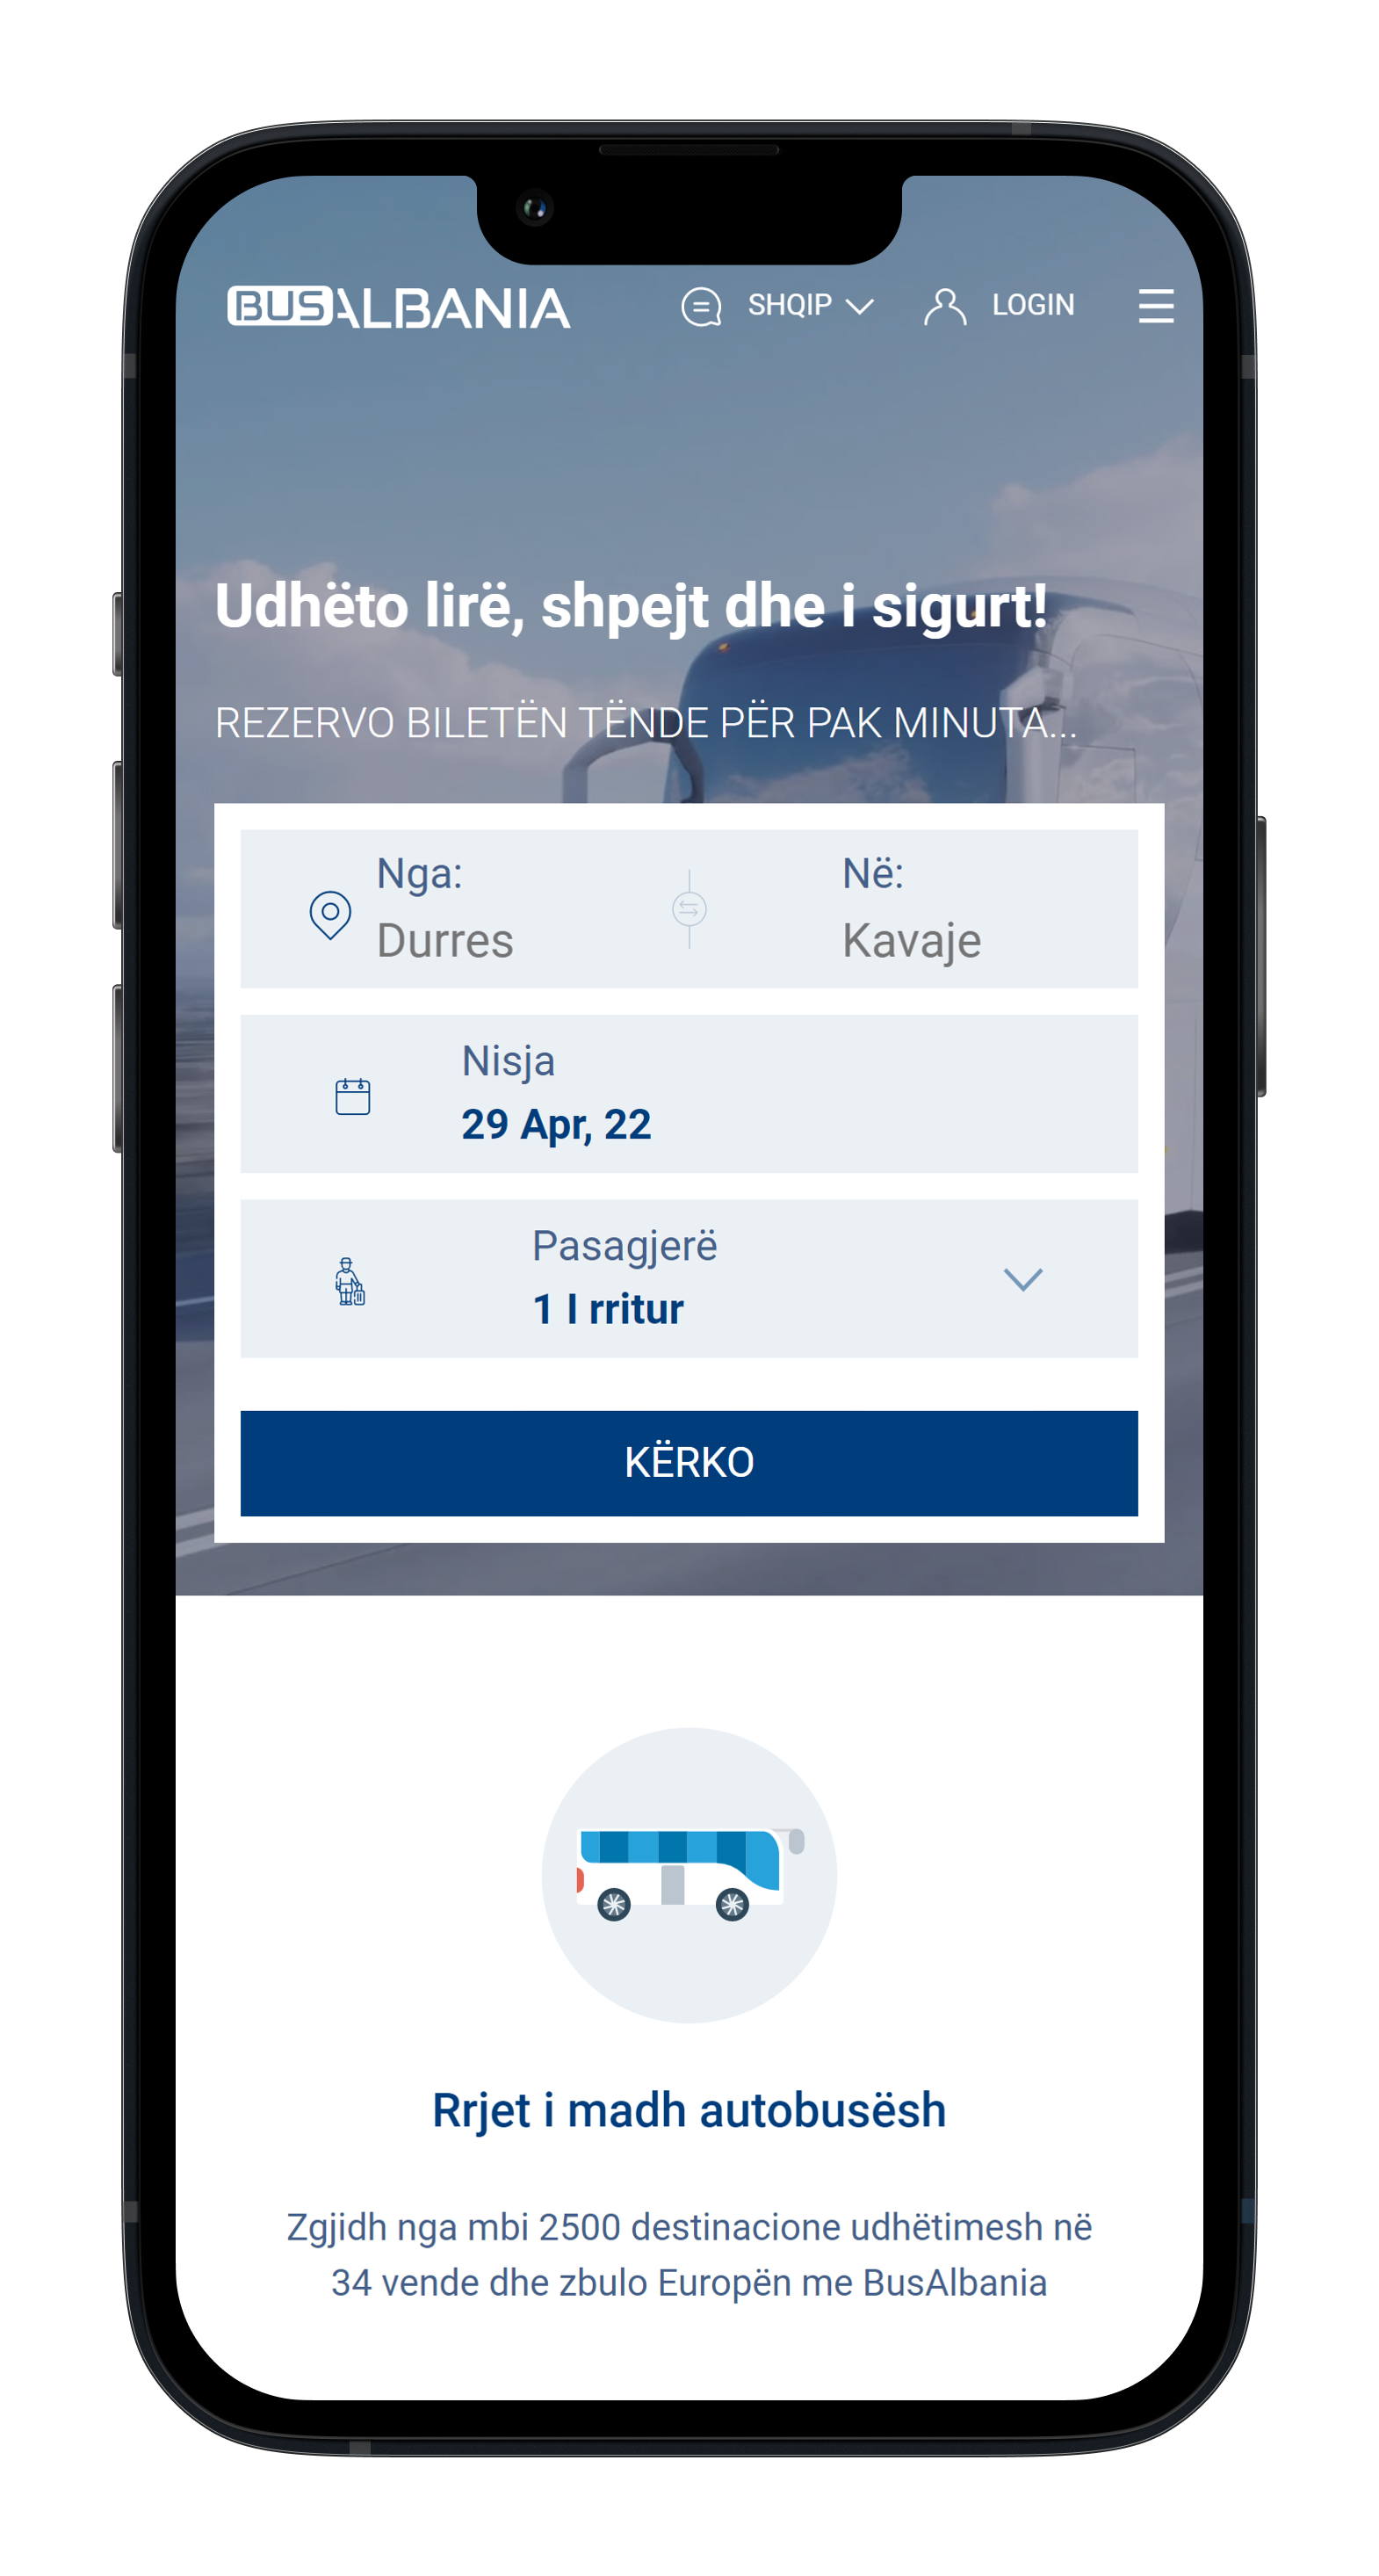 BUSALBANIA
SHQIP
LOGIN
Udhëto lirë, shpejt dhe i sigurt!
REZERVO BILETËN TËNDE PËR PAK MINUTA...
Nga:
Durres
Në:
Kavaje
Nisja
29 Apr, 22
Pasagjerë
1 I rritur
KËRKO
Rrjet i madh autobusësh
Zgjidh nga mbi 2500 destinacione udhëtimesh në
34 vende dhe zbulo Europën me BusAlbania